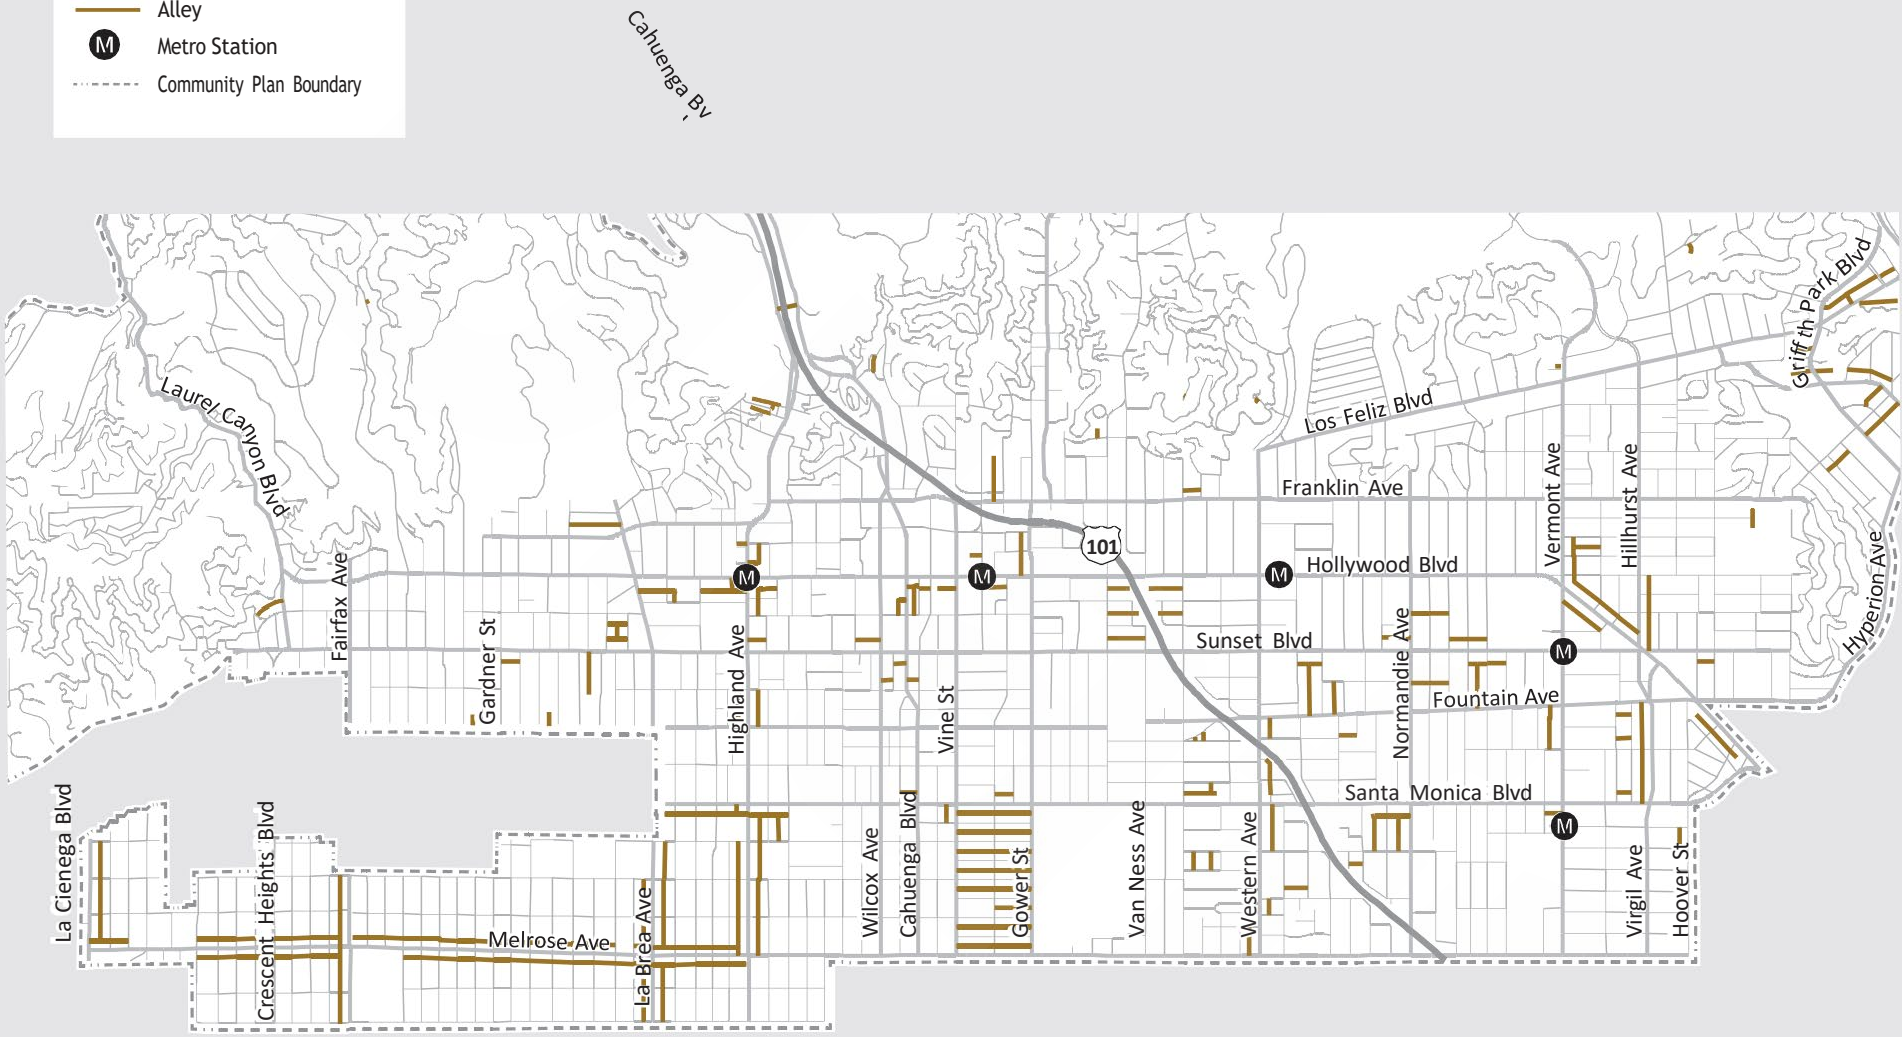 Alley
M Metro Station
Community Plan Boundary
Cahuenga Bv
Griff th Park Blvd
Laurel Canyon Blvd
Los Feliz Blvd
Franklin Ave
Vermont Ave
Hillhurst Ave
101
Hollywood Blvd
M
M
M
Fairfax Ave
Hyperion Ave
Gardner St
Highland Ave
Sunset Blvd
Normandie Ave
M
Vine St
Fountain Ave
La Cienega Blvd
Crescent Heights Blvd
Santa Monica Blvd
M
Wilcox Ave
Cahuenga Blvd
Gower St
Van Ness Ave
Western Ave
Virgil Ave
Hoover St
Melrose Ave
La Brea Ave